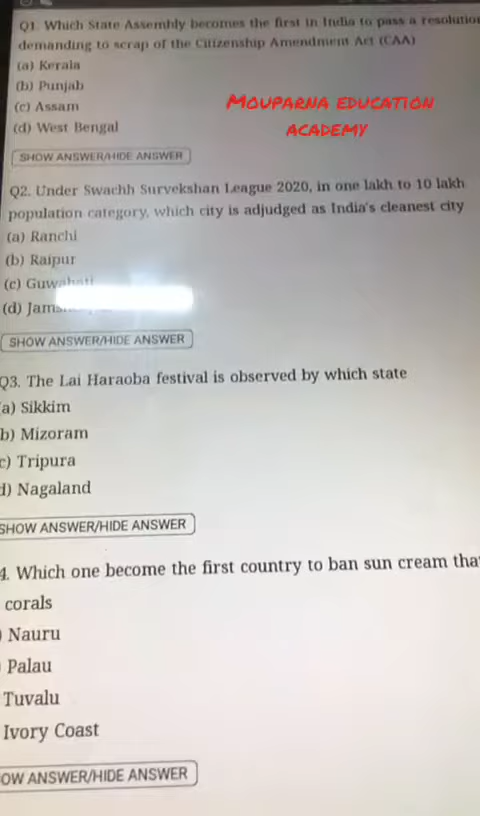 Q1. Which State Assembly becomes the first in India to pass a resolution
demanding to scrap of the Citizenship Amendment Act (CAA)
(a) Kerala
(b) Punjab
(c) Assam
(d) West Bengal
MOUPARNA EDUCATION
ACADEMY
SHOW ANSWER/HIDE ANSWER
Q2. Under Swachh Survekshan League 2020, in one lakh to 10 lakh
population category, which city is adjudged as India's cleanest city
(a) Ranchi
(b) Raipur
(c) Guwahati
(d)
SHOW ANSWER/HIDE ANSWER
Q3. The Lai Haraoba festival is observed by which state
a) Sikkim
b) Mizoram
c) Tripura
d) Nagaland
SHOW ANSWER/HIDE ANSWER
4. Which one become the first country to ban sun cream tha
corals
Nauru
Palau
Tuvalu
Ivory Coast
OW ANSWER/HIDE ANSWER